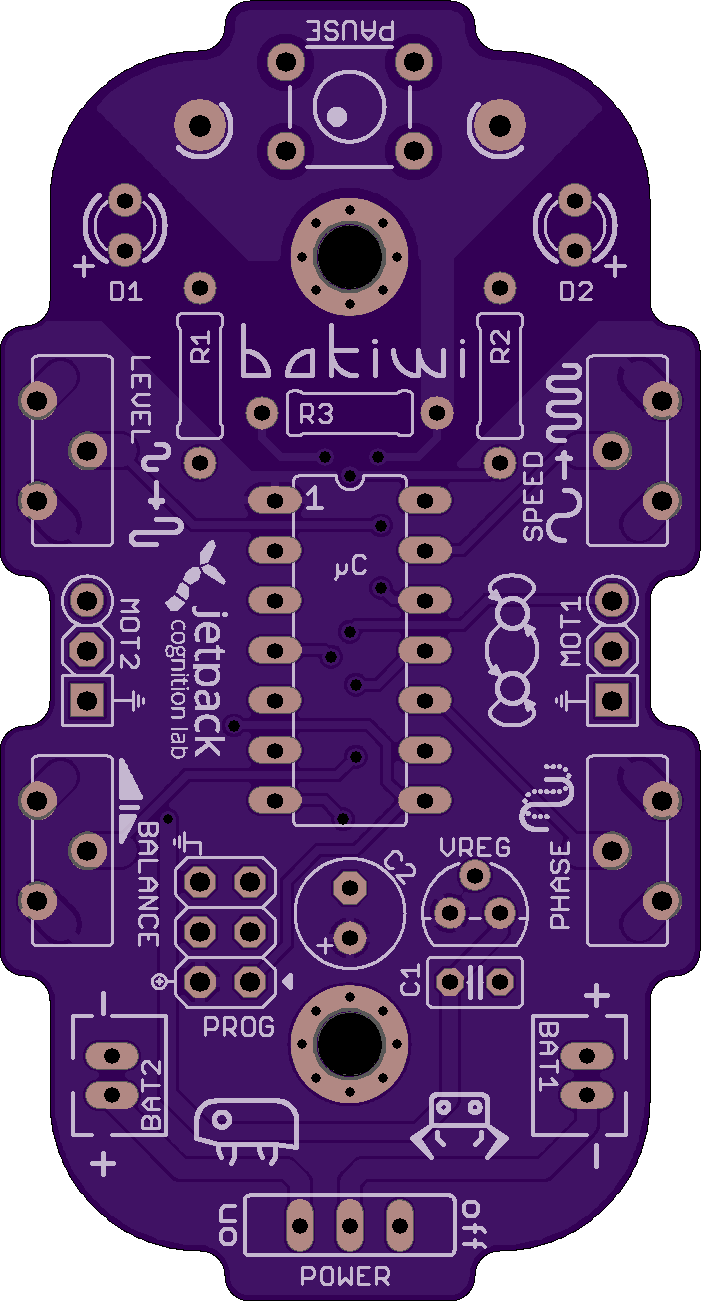 PAUSE
+
D1
D2
+
R1
bakiwi
R2
LEVEL
R3
SPEED
1
µC
MOT2
jetpack
cognition lab
MOT1
BALANCE
C2
VREG
PHASE
+
C1
PROG
-
+
BAT2
BAT1
+
-
on
off
POWER